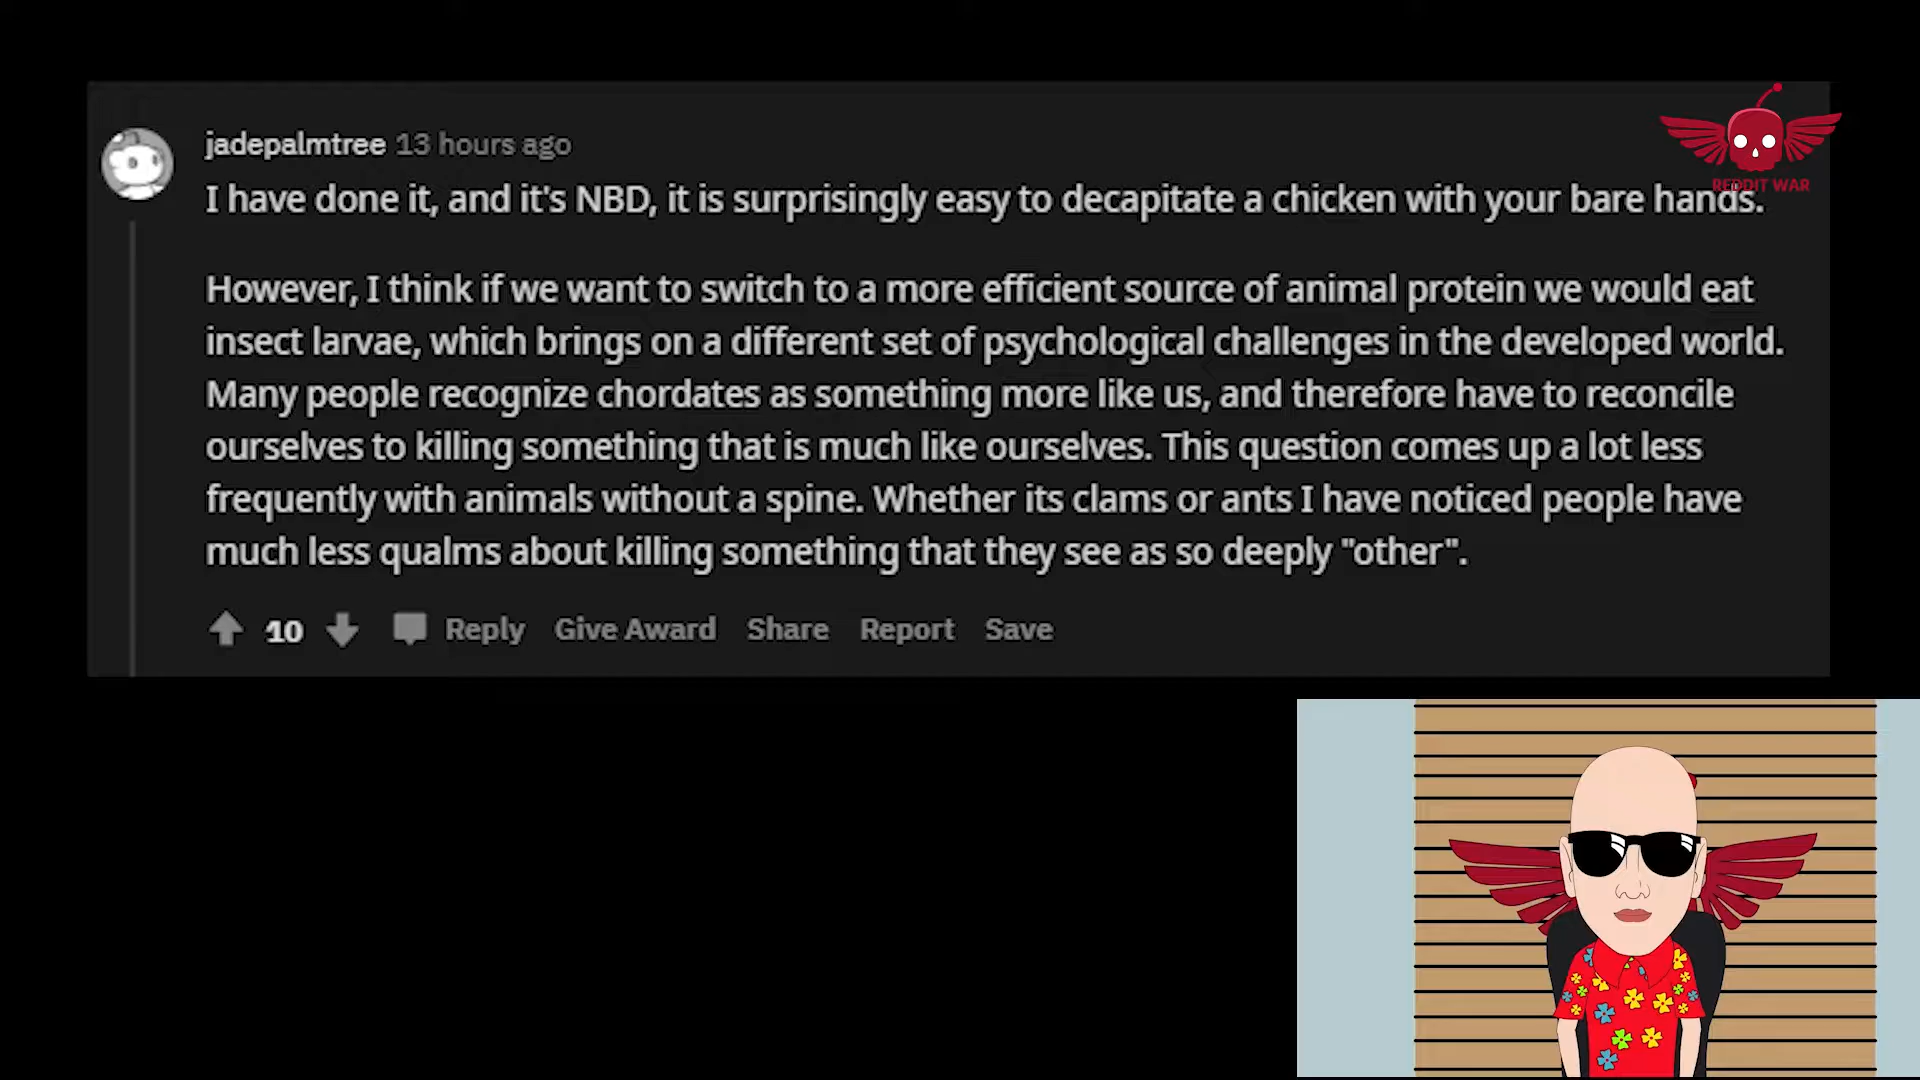 jadepalmtree 13 hours ago
REDDIT WAR
I have done it, and it's NBD, it is surprisingly easy to decapitate a chicken with your bare hands.
However, I think if we want to switch to a more efficient source of animal protein we would eat
insect larvae, which brings on a different set of psychological challenges in the developed world.
Many people recognize chordates as something more like us, and therefore have to reconcile
ourselves to killing something that is much like ourselves. This question comes up a lot less
frequently with animals without a spine. Whether its clams or ants I have noticed people have
much less qualms about killing something that they see as so deeply "other".
10 Reply Give Award Share Report Save